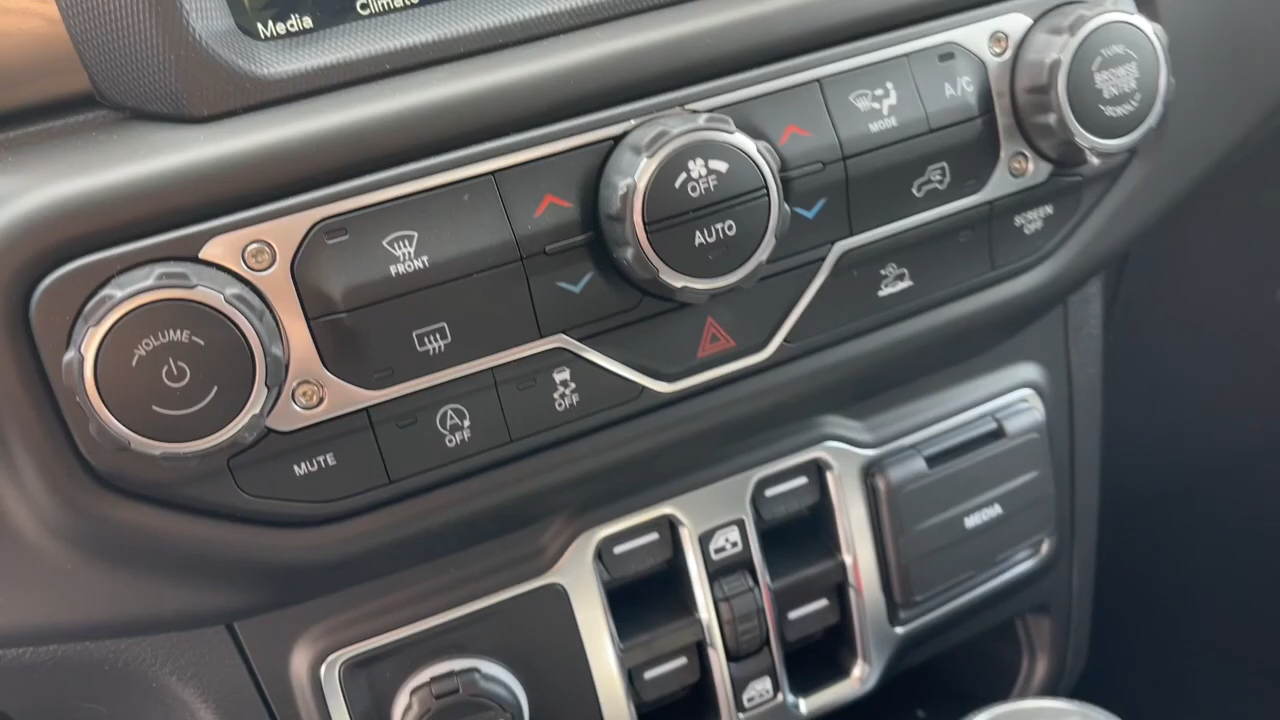 Media
Climate
TUNE
BROWSE
ENTER
A/C
MODE
OFF
AUTO
FRONT
SCREEN
OFF
VOLUME
OFF
A
OFF
MUTE
MEDIA